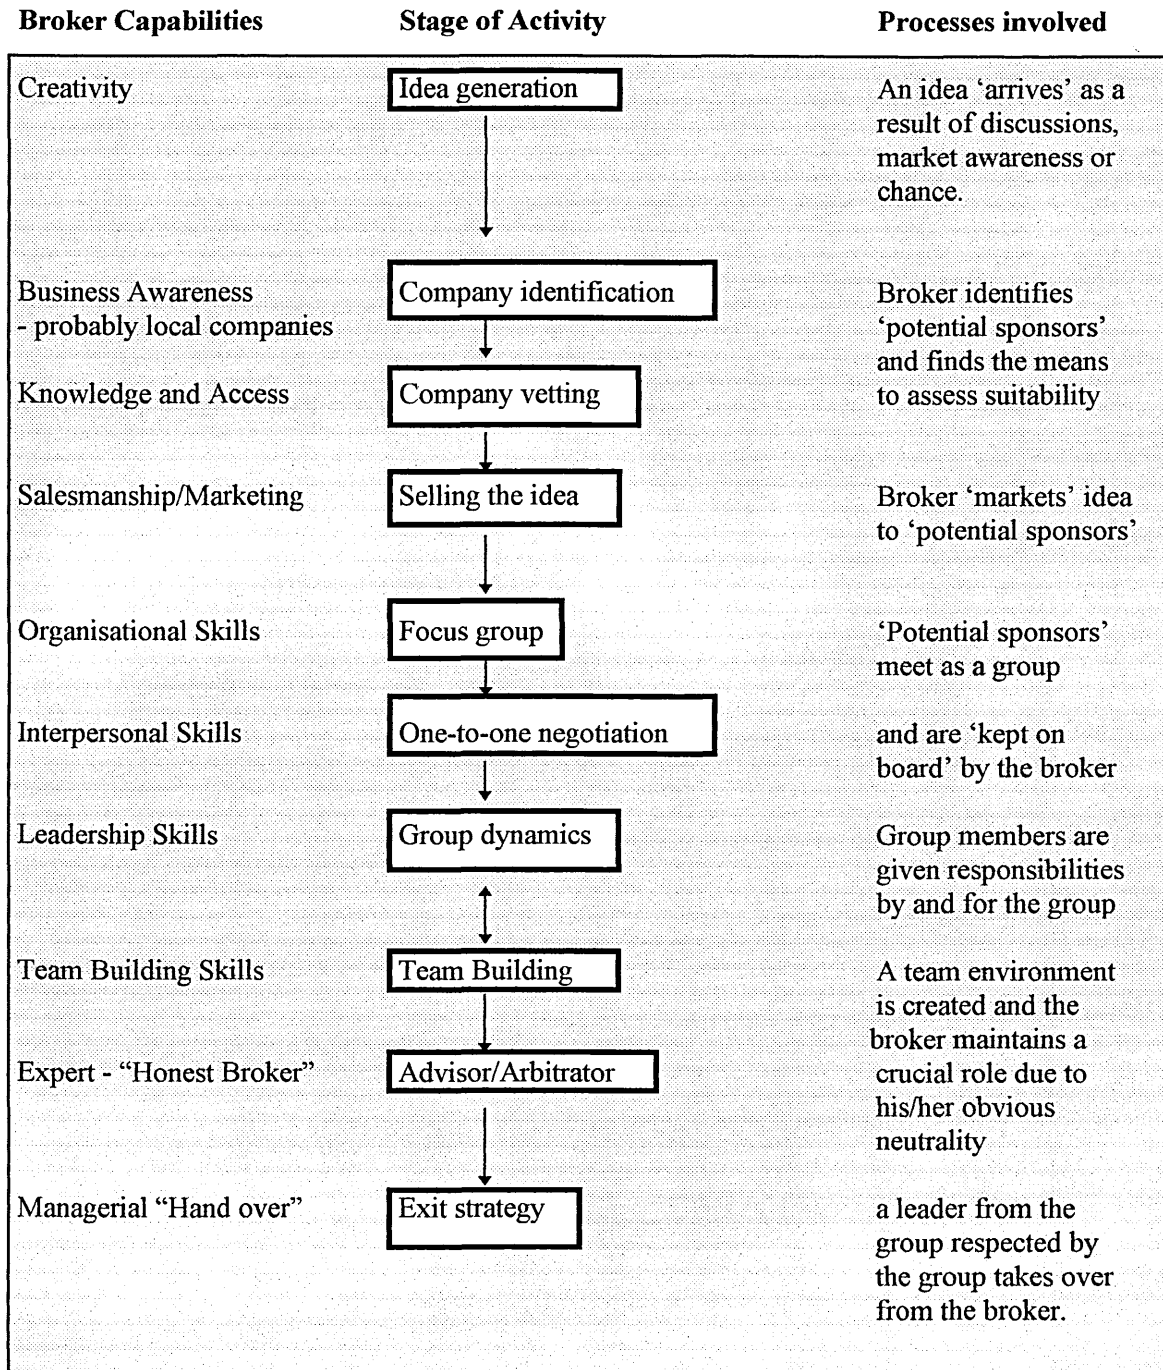 Broker Capabilities
Stage of Activity
Processes involved
Creativity
Idea generation
An idea ‘arrives’ as a
result of discussions,
market awareness or
chance.
Business Awareness
- probably local companies
Company identification
Broker identifies
‘potential sponsors’
and finds the means
to assess suitability
Knowledge and Access
Company vetting
Salesmanship/Marketing
Selling the idea
Broker ‘markets’ idea
to ‘potential sponsors’
Organisational Skills
Focus group
‘Potential sponsors’
meet as a group
Interpersonal Skills
One-to-one negotiation
and are ‘kept on
board’ by the broker
Leadership Skills
Group dynamics
Group members are
given responsibilities
by and for the group
Team Building Skills
Team Building
A team environment
is created and the
broker maintains a
crucial role due to
his/her obvious
neutrality
Expert - “Honest Broker”
Advisor/Arbitrator
Managerial “Hand over”
Exit strategy
a leader from the
group respected by
the group takes over
from the broker.